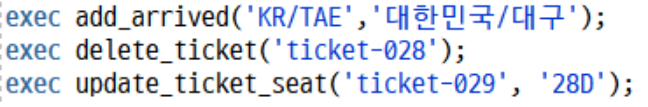 exec add_arrived('KR/TAE','대한민국/대구');
exec delete_ticket('ticket-028');
exec update_ticket_seat('ticket-029', '28D');